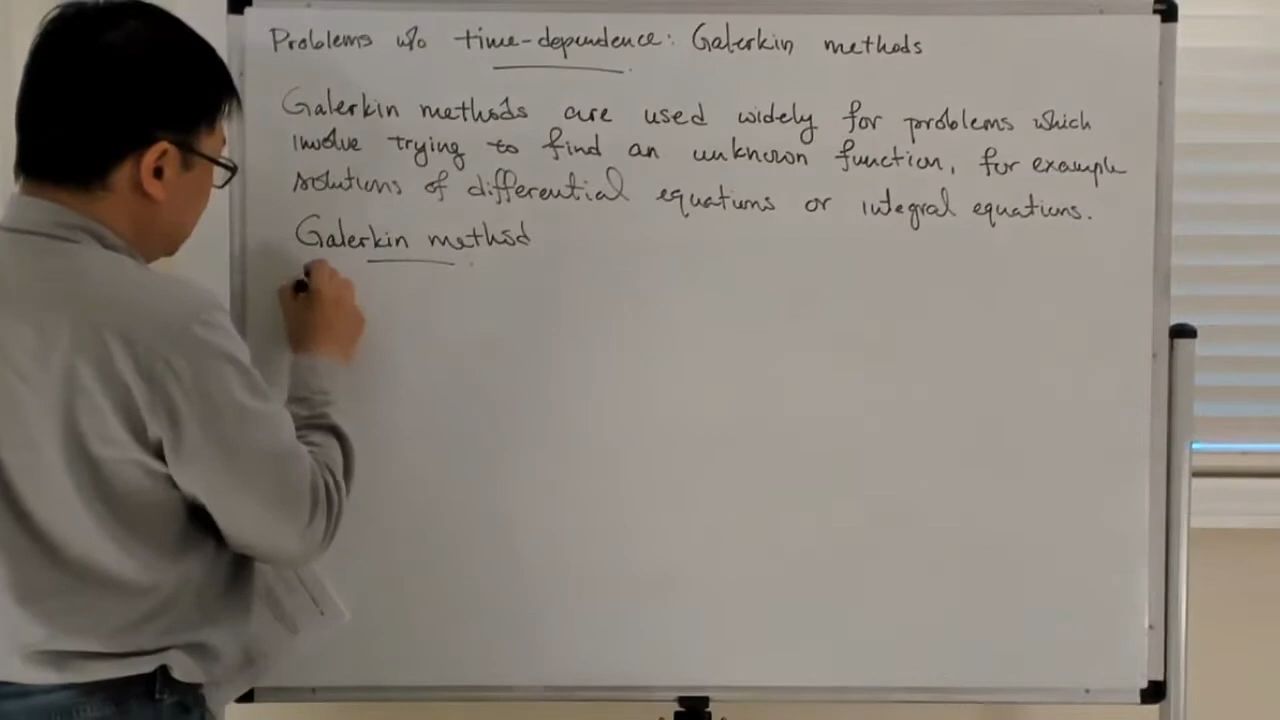 Problems w/o time-dependence: Galerkin methods
Galerkin methods are used widely for problems which
involve trying to find an unknown function, for example
solutions of differential equations or integral equations.
Galerkin method